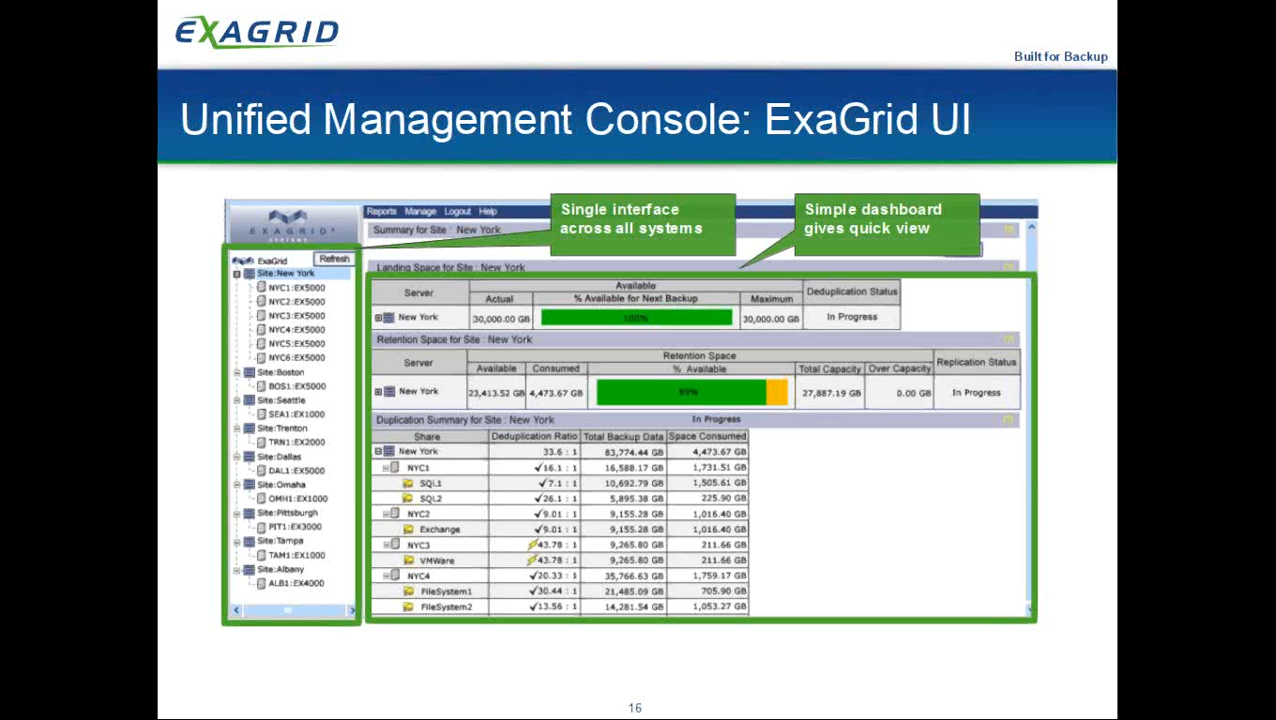 EXAGRID
Built for Backup
Unified Management Console: ExaGrid UI
Single interface
across all systems
Simple dashboard
gives quick view
EXAGRID
SYSTEMS
Reports Manage Logout Help
Summary for Site : New York
ExaGrid
Refresh
Site:New York
NYC1:EX5000
NYC2:EX5000
NYC3:EX5000
NYC4:EX5000
NYC5:EX5000
NYC6:EX5000
Site:Boston
BOS1:EX5000
Site:Seattle
SEA1:EX1000
Site:Trenton
TRN1:EX2000
Site:Dallas
DAL1:EX5000
Site:Omaha
OMH1:EX1000
Site:Pittsburgh
PIT1:EX3000
Site:Tampa
TAM1:EX1000
Site:Albany
ALB1:EX4000
Landing Space for Site : New York
Server Available Deduplication Status
Actual % Available for Next Backup Maximum
New York 30,000.00 GB 100% 30,000.00 GB In Progress
Retention Space for Site : New York
Server Retention Space Replication Status
Available Consumed % Available Total Capacity Over Capacity
New York 23,413.52 GB 4,473.67 GB 89% 27,887.19 GB 0.00 GB In Progress
Duplication Summary for Site : New York In Progress
Share Deduplication Ratio Total Backup Data Space Consumed
New York 33.6 : 1 83,774.44 GB 4,473.67 GB
NYC1 ✓16.1 : 1 16,588.17 GB 1,731.51 GB
SQL1 ✓7.1 : 1 10,692.79 GB 1,505.61 GB
SQL2 ✓26.1 : 1 5,895.38 GB 225.90 GB
NYC2 ✓9.01 : 1 9,155.28 GB 1,016.40 GB
Exchange ✓9.01 : 1 9,155.28 GB 1,016.40 GB
NYC3 43.78 : 1 9,265.80 GB 211.66 GB
VMWare 43.78 : 1 9,265.80 GB 211.66 GB
NYC4 ✓20.33 : 1 35,766.63 GB 1,759.17 GB
FileSystem1 ✓30.44 : 1 21,485.09 GB 705.90 GB
FileSystem2 ✓13.56 : 1 14,281.54 GB 1,053.27 GB
16